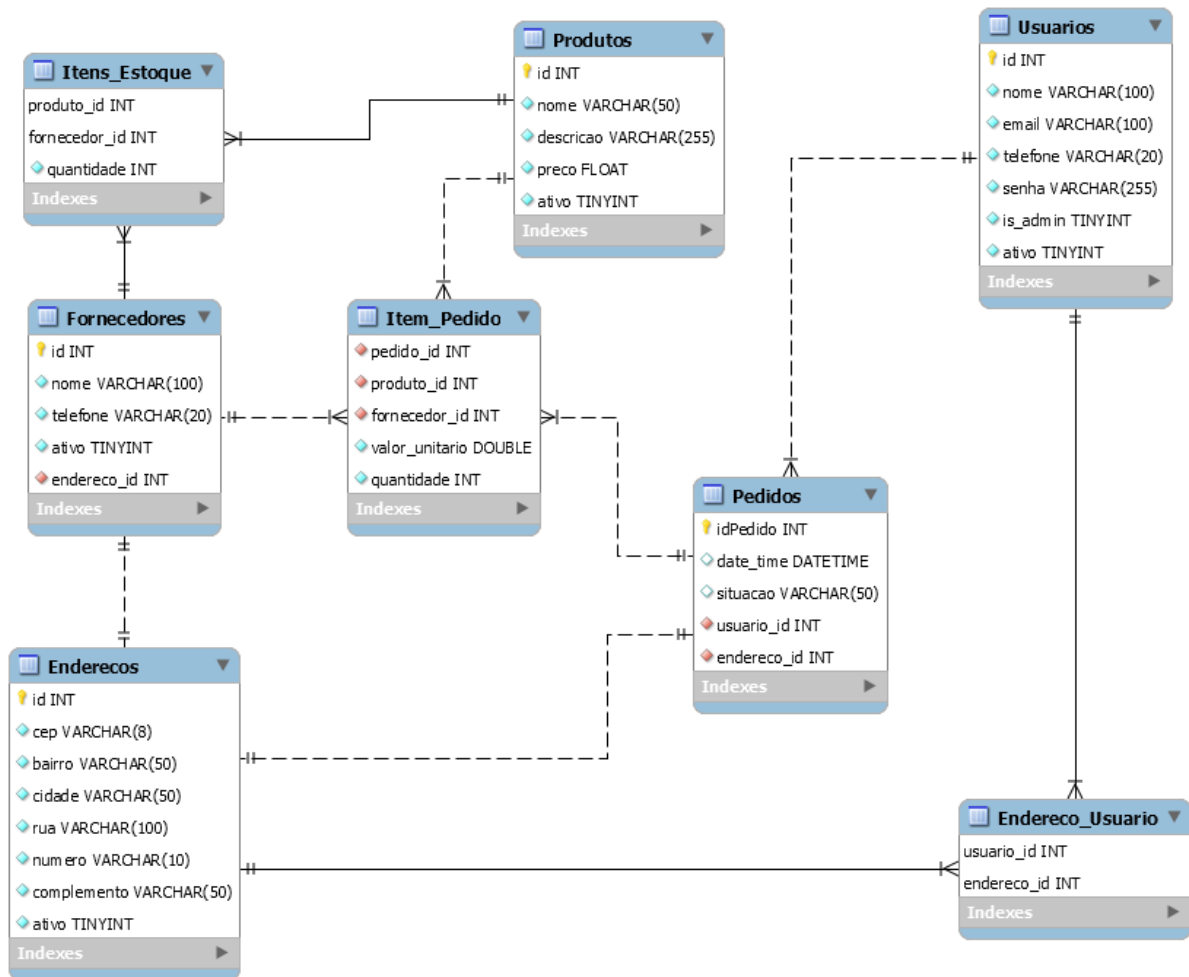 Itens_Estoque
produto_id INT
fornecedor_id INT
quantidade INT
Indexes
Produtos
id INT
nome VARCHAR(50)
descricao VARCHAR(255)
preco FLOAT
ativo TINYINT
Indexes
Usuarios
id INT
nome VARCHAR(100)
email VARCHAR(100)
telefone VARCHAR(20)
senha VARCHAR(255)
is_admin TINYINT
ativo TINYINT
Indexes
Fornecedores
id INT
nome VARCHAR(100)
telefone VARCHAR(20)
ativo TINYINT
endereco_id INT
Indexes
Item_Pedido
pedido_id INT
produto_id INT
fornecedor_id INT
valor_unitario DOUBLE
quantidade INT
Indexes
Pedidos
idPedido INT
date_time DATETIME
situacao VARCHAR(50)
usuario_id INT
endereco_id INT
Indexes
Enderecos
id INT
cep VARCHAR(8)
bairro VARCHAR(50)
cidade VARCHAR(50)
rua VARCHAR(100)
numero VARCHAR(10)
complemento VARCHAR(50)
ativo TINYINT
Indexes
Endereco_Usuario
usuario_id INT
endereco_id INT
Indexes